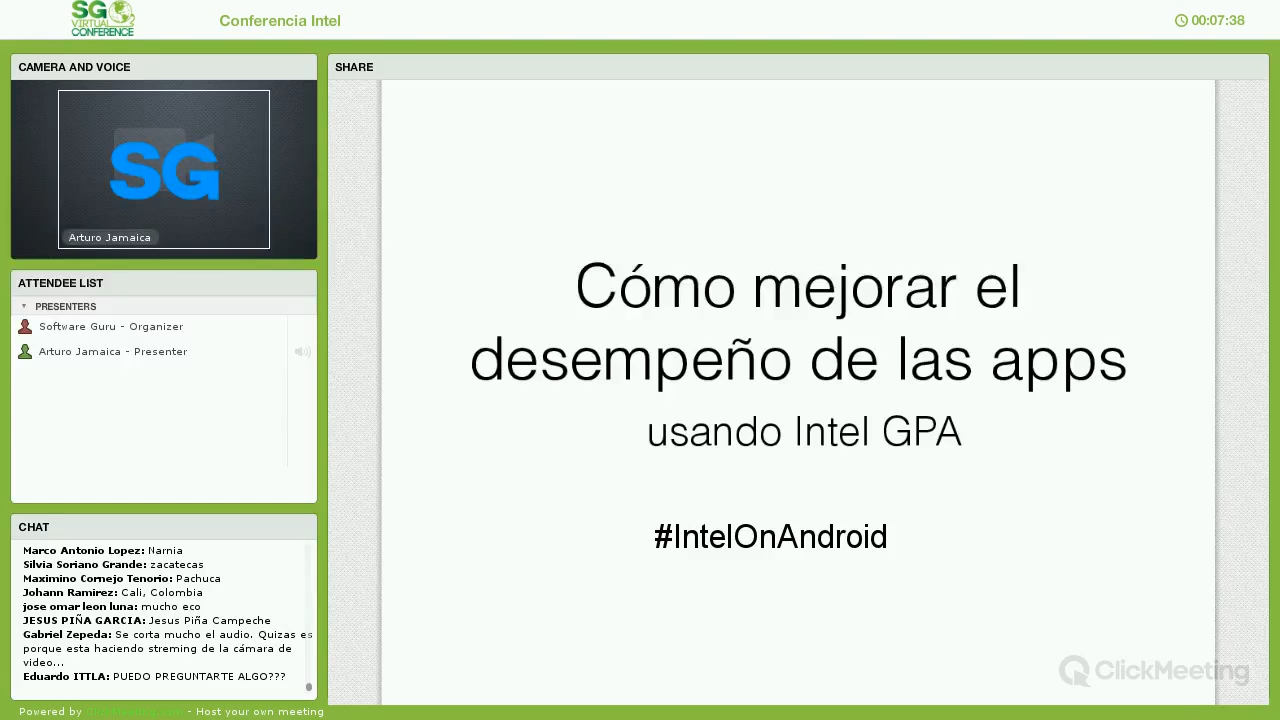 SG
VIRTUAL
CONFERENCE
Conferencia Intel
00:07:38
CAMERA AND VOICE
SG
Arturo Jamaica
ATTENDEE LIST
PRESENTERS
Software Guru - Organizer
Arturo Jamaica - Presenter
CHAT
Marco Antonio Lopez: Narnia
Silvia Soriano Grande: zacatecas
Maximino Cornejo Tenorio: Pachuca
Johann Ramirez: Cali, Colombia
jose omar leon luna: mucho eco
JESUS PIÑA GARCIA: Jesus Piña Campeche
Gabriel Zepeda: Se corta mucho el audio. Quizas es
porque esta haciendo streming de la cámara de
video...
Eduardo ITTLA: PUEDO PREGUNTARTE ALGO???
Powered by ClickMeeting.com - Host your own meeting
SHARE
Cómo mejorar el
desempeño de las apps
usando Intel GPA
#IntelOnAndroid
ClickMeeting